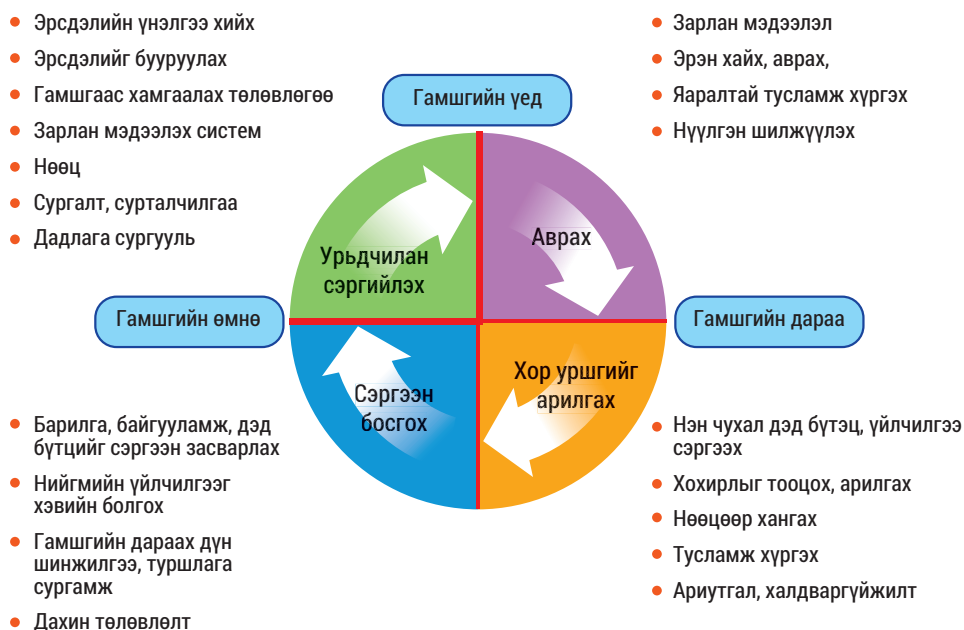 Эрсдэлийн үнэлгээ хийх
Эрсдэлийг бууруулах
Гамшгаас хамгаалах төлөвлөгөө
Зарлан мэдээлэх систем
Нөөц
Сургалт, сурталчилгаа
Дадлага сургууль
Зарлан мэдээлэл
Эрэн хайх, аврах,
Яаралтай тусламж хүргэх
Нүүлгэн шилжүүлэх
Гамшгийн үед
Урьдчилан
сэргийлэх
Аврах
Гамшгийн өмнө
Гамшгийн дараа
Сэргээн
босгох
Хор уршгийг
арилгах
Барилга, байгууламж, дэд
бүтцийг сэргээн засварлах
Нийгмийн үйлчилгээг
хэвийн болгох
Гамшгийн дараах дүн
шинжилгээ, туршлага
сургамж
Дахин төлөвлөлт
Нэн чухал дэд бүтэц, үйлчилгээ
сэргээх
Хохирлыг тооцох, арилгах
Нөөцөөр хангах
Тусламж хүргэх
Ариутгал, халдваргүйжилт